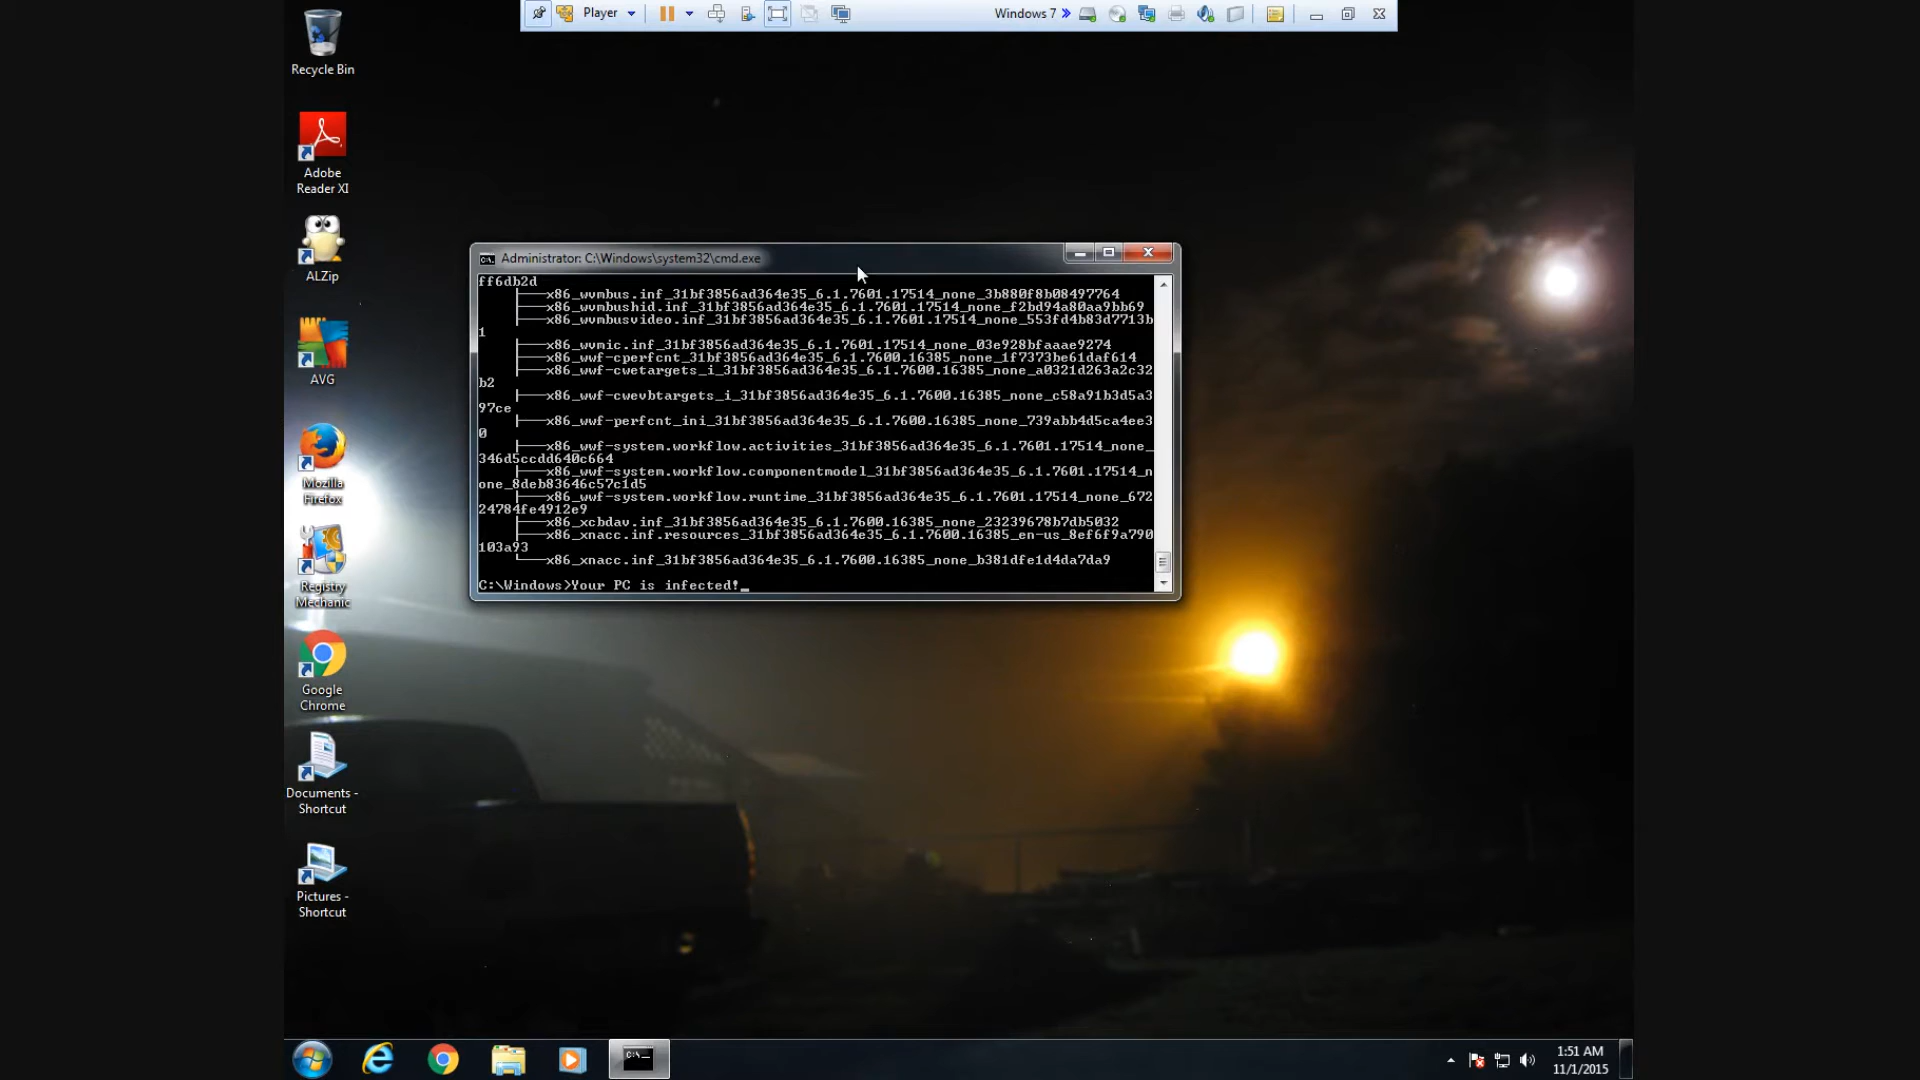 Player
Windows 7
Recycle Bin
Adobe
Reader XI
ALZip
AVG
Mozilla
Firefox
Registry
Mechanic
Google
Chrome
Documents -
Shortcut
Pictures -
Shortcut
Administrator: C:\Windows\system32\cmd.exe
ff6db2d
├───x86_wvmbus.inf_31bf3856ad364e35_6.1.7601.17514_none_3b880f8b08497764
├───x86_wvmbushid.inf_31bf3856ad364e35_6.1.7601.17514_none_f2bd94a80aa9bb69
├───x86_wvmbusvideo.inf_31bf3856ad364e35_6.1.7601.17514_none_553fd4b83d7713b
1
├───x86_wvmic.inf_31bf3856ad364e35_6.1.7601.17514_none_03e928bfaaae9274
├───x86_wwf-cperfcnt_31bf3856ad364e35_6.1.7600.16385_none_1f7373be61daf614
├───x86_wwf-cwetargets_i_31bf3856ad364e35_6.1.7600.16385_none_a0321d263a2c32
b2
├───x86_wwf-cwevbtargets_i_31bf3856ad364e35_6.1.7600.16385_none_c58a91b3d5a3
97ce
├───x86_wwf-perfcnt_ini_31bf3856ad364e35_6.1.7600.16385_none_739abb4d5ca4ee3
0
├───x86_wwf-system.workflow.activities_31bf3856ad364e35_6.1.7601.17514_none_
346d5ccdd640c664
├───x86_wwf-system.workflow.componentmodel_31bf3856ad364e35_6.1.7601.17514_n
one_8deb83646c57c1d5
├───x86_wwf-system.workflow.runtime_31bf3856ad364e35_6.1.7601.17514_none_672
24784fe4912e9
├───x86_xcbdav.inf_31bf3856ad364e35_6.1.7600.16385_none_23239678b7db5032
├───x86_xnacc.inf.resources_31bf3856ad364e35_6.1.7600.16385_en-us_8ef6f9a790
103a93
└───x86_xnacc.inf_31bf3856ad364e35_6.1.7600.16385_none_b381dfe1d4da7da9
C:\Windows>Your PC is infected!_
1:51 AM
11/1/2015